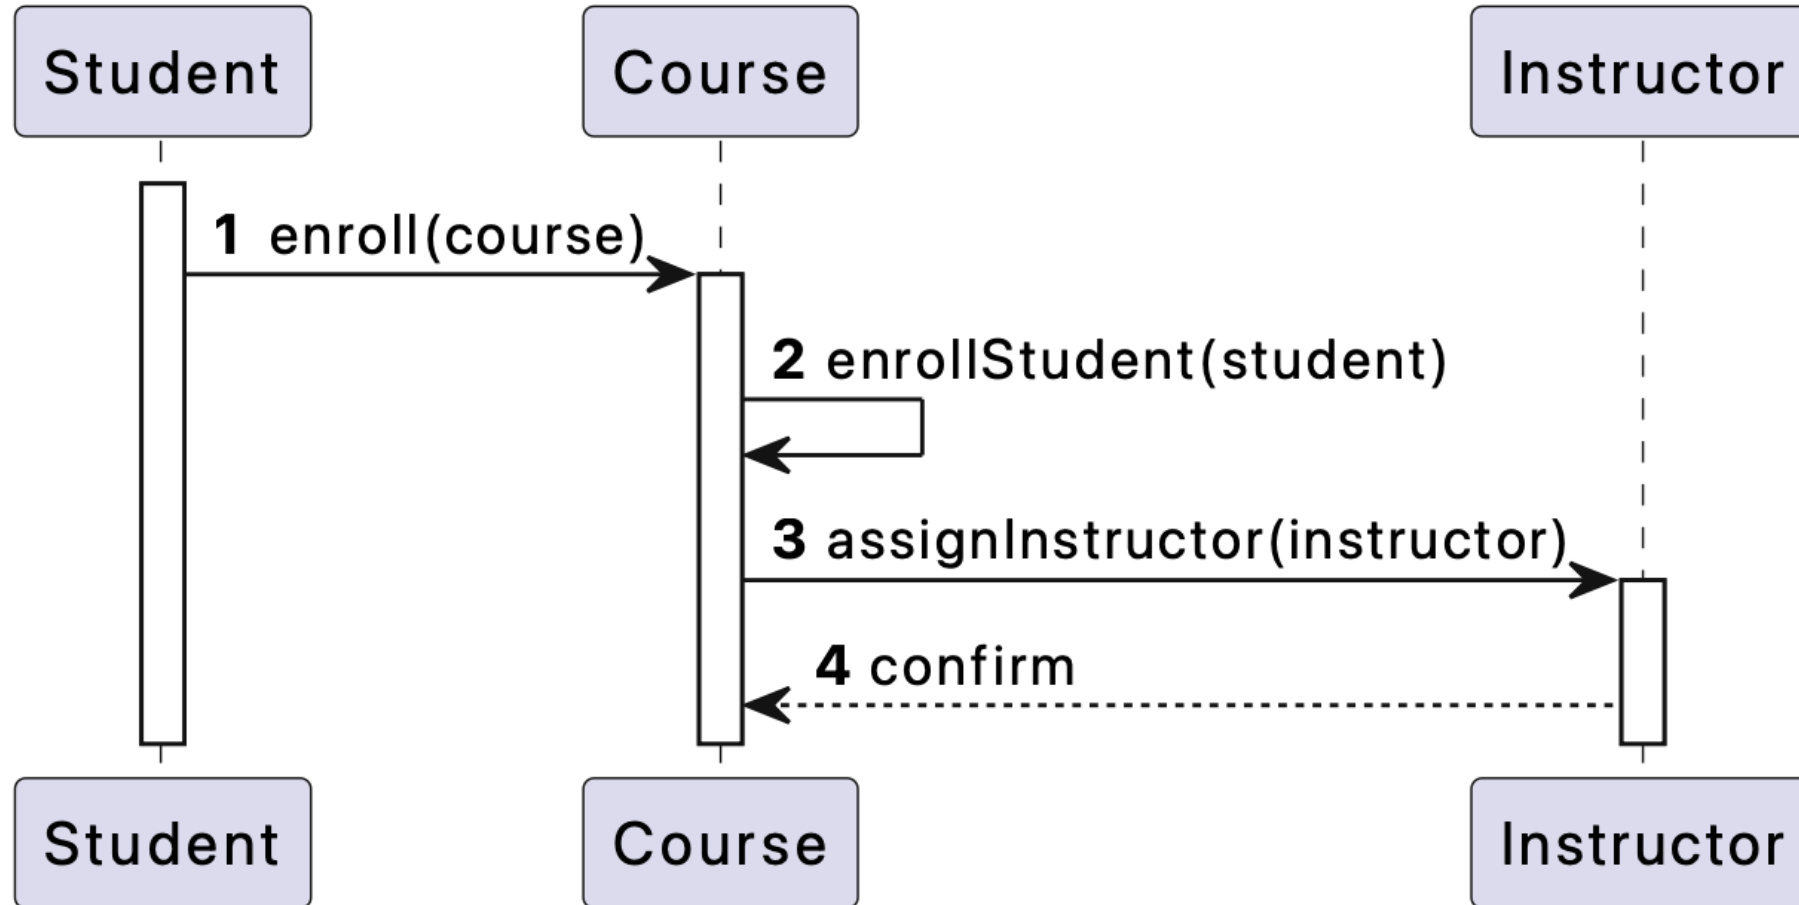 Student
Course
Instructor
1 enroll(course)
2 enrollStudent(student)
3 assignInstructor(instructor)
4 confirm
Student
Course
Instructor